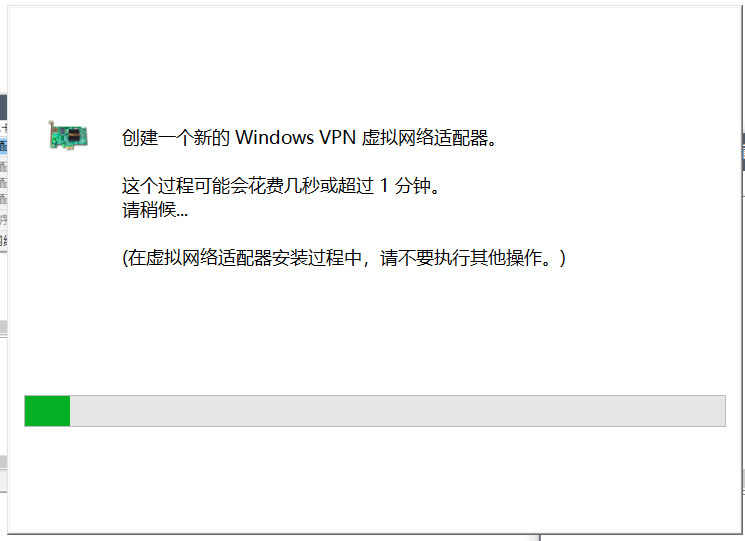 创建一个新的 Windows VPN 虚拟网络适配器。
这个过程可能会花费几秒或超过 1 分钟。
请稍候...
(在虚拟网络适配器安装过程中，请不要执行其他操作。)